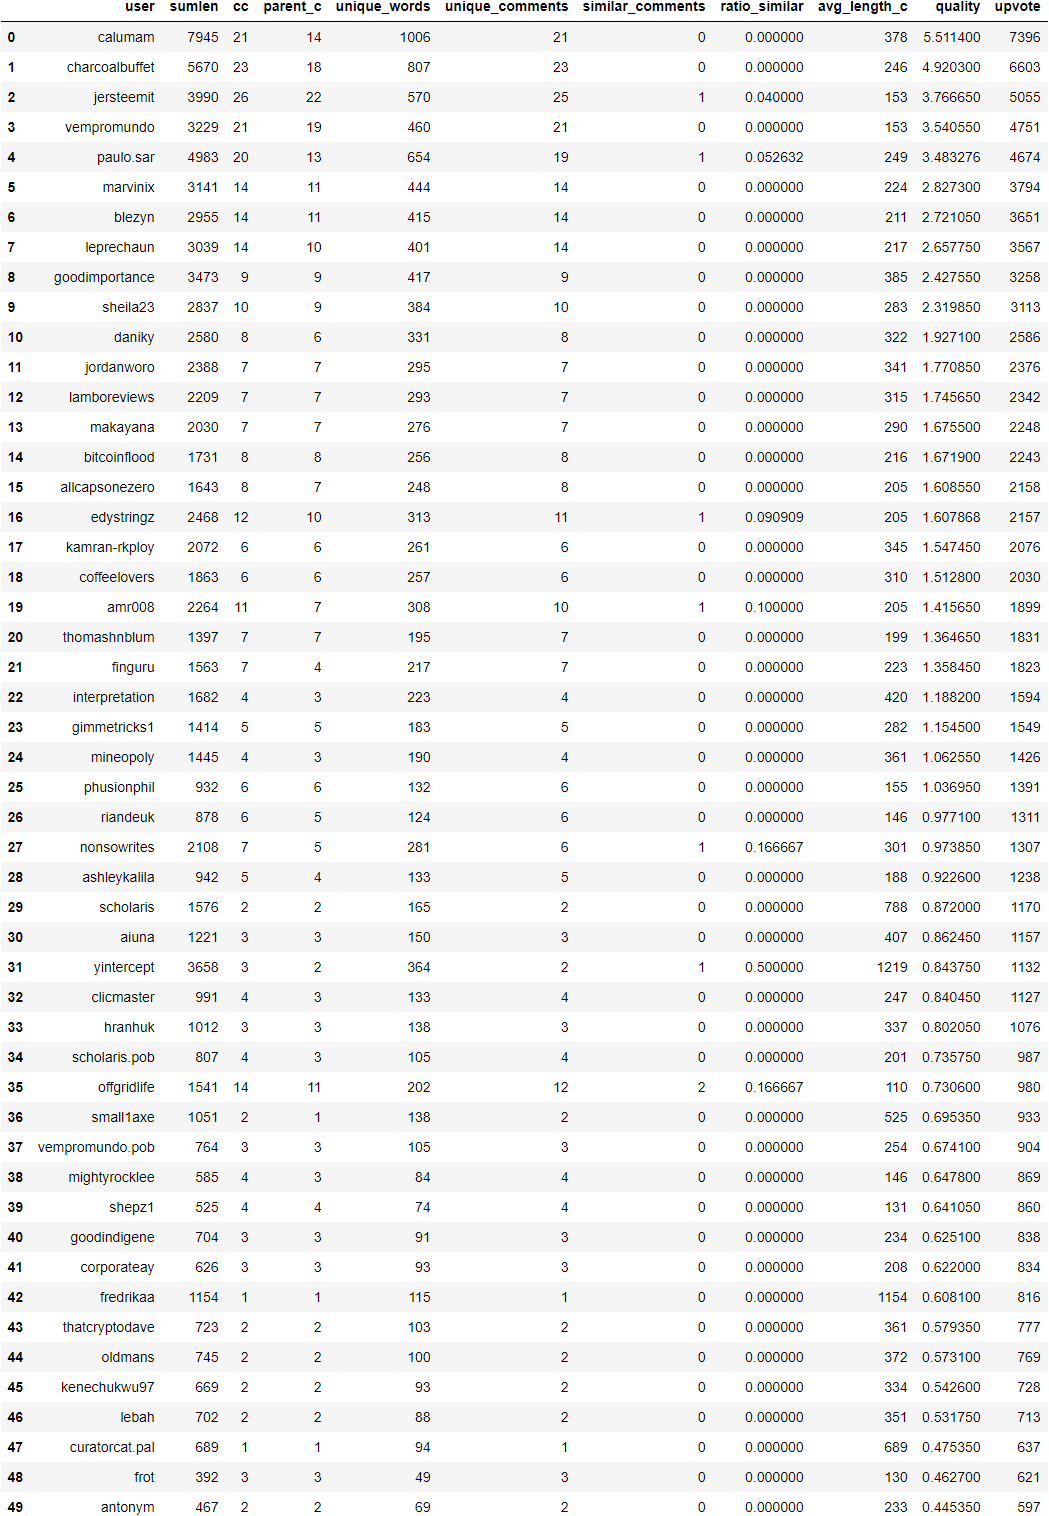 user sumlen cc parent_c unique_words unique_comments similar_comments ratio_similar avg_length_c quality upvote
0 calumam 7945 21 14 1006 21 0 0.000000 378 5.511400 7396
1 charcoalbuffet 5670 23 18 807 23 0 0.000000 246 4.920300 6603
2 jersteemit 3990 26 22 570 25 1 0.040000 153 3.766650 5055
3 vempromundo 3229 21 19 460 21 0 0.000000 153 3.540550 4751
4 paulo.sar 4983 20 13 654 19 1 0.052632 249 3.483276 4674
5 marvinix 3141 14 11 444 14 0 0.000000 224 2.827300 3794
6 blezyn 2955 14 11 415 14 0 0.000000 211 2.721050 3651
7 leprechaun 3039 14 10 401 14 0 0.000000 217 2.657750 3567
8 goodimportance 3473 9 9 417 9 0 0.000000 385 2.427550 3258
9 sheila23 2837 10 9 384 10 0 0.000000 283 2.319850 3113
10 daniky 2580 8 6 331 8 0 0.000000 322 1.927100 2586
11 jordanworo 2388 7 7 295 7 0 0.000000 341 1.770850 2376
12 lamboreviews 2209 7 7 293 7 0 0.000000 315 1.745650 2342
13 makayana 2030 7 7 276 7 0 0.000000 290 1.675500 2248
14 bitcoinflood 1731 8 8 256 8 0 0.000000 216 1.671900 2243
15 allcapsonezero 1643 8 7 248 8 0 0.000000 205 1.608550 2158
16 edystringz 2468 12 10 313 11 1 0.090909 205 1.607868 2157
17 kamran-rkploy 2072 6 6 261 6 0 0.000000 345 1.547450 2076
18 coffeelovers 1863 6 6 257 6 0 0.000000 310 1.512800 2030
19 amr008 2264 11 7 308 10 1 0.100000 205 1.415650 1899
20 thomashnblum 1397 7 7 195 7 0 0.000000 199 1.364650 1831
21 finguru 1563 7 4 217 7 0 0.000000 223 1.358450 1823
22 interpretation 1682 4 3 223 4 0 0.000000 420 1.188200 1594
23 gimmetricks1 1414 5 5 183 5 0 0.000000 282 1.154500 1549
24 mineopoly 1445 4 3 190 4 0 0.000000 361 1.062550 1426
25 phusionphil 932 6 6 132 6 0 0.000000 155 1.036950 1391
26 riandeuk 878 6 5 124 6 0 0.000000 146 0.977100 1311
27 nonsowrites 2108 7 5 281 6 1 0.166667 301 0.973850 1307
28 ashleykalila 942 5 4 133 5 0 0.000000 188 0.922600 1238
29 scholaris 1576 2 2 165 2 0 0.000000 788 0.872000 1170
30 aiuna 1221 3 3 150 3 0 0.000000 407 0.862450 1157
31 yintercept 3658 3 2 364 2 1 0.500000 1219 0.843750 1132
32 clicmaster 991 4 3 133 4 0 0.000000 247 0.840450 1127
33 hranhuk 1012 3 3 138 3 0 0.000000 337 0.802050 1076
34 scholaris.pob 807 4 3 105 4 0 0.000000 201 0.735750 987
35 offgridlife 1541 14 11 202 12 2 0.166667 110 0.730600 980
36 small1axe 1051 2 1 138 2 0 0.000000 525 0.695350 933
37 vempromundo.pob 764 3 3 105 3 0 0.000000 254 0.674100 904
38 mightyrocklee 585 4 3 84 4 0 0.000000 146 0.647800 869
39 shepz1 525 4 4 74 4 0 0.000000 131 0.641050 860
40 goodindigene 704 3 3 91 3 0 0.000000 234 0.625100 838
41 corporateay 626 3 3 93 3 0 0.000000 208 0.622000 834
42 fredrikaa 1154 1 1 115 1 0 0.000000 1154 0.608100 816
43 thatcryptodave 723 2 2 103 2 0 0.000000 361 0.579350 777
44 oldmans 745 2 2 100 2 0 0.000000 372 0.573100 769
45 kenechukwu97 669 2 2 93 2 0 0.000000 334 0.542600 728
46 lebah 702 2 2 88 2 0 0.000000 351 0.531750 713
47 curatorcat.pal 689 1 1 94 1 0 0.000000 689 0.475350 637
48 frot 392 3 3 49 3 0 0.000000 130 0.462700 621
49 antonym 467 2 2 69 2 0 0.000000 233 0.445350 597